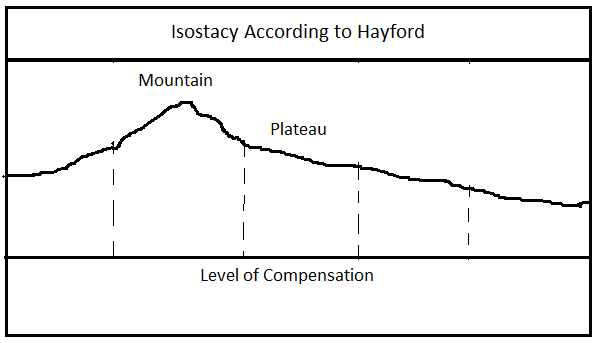 Isostacy According to Hayford
Mountain
Plateau
Level of Compensation